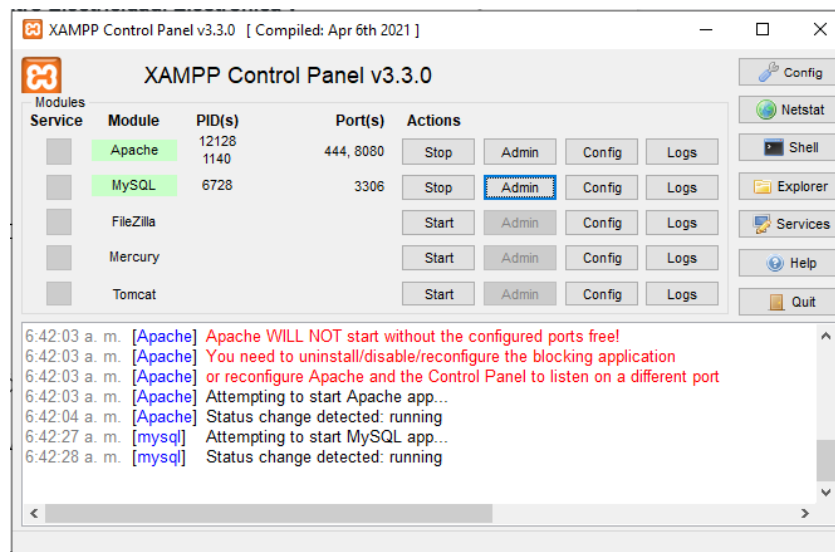 XAMPP Control Panel v3.3.0 [ Compiled: Apr 6th 2021 ]
XAMPP Control Panel v3.3.0
Config
Modules
Service Module PID(s) Port(s) Actions
Netstat
Apache 12128 1140 444, 8080 Stop Admin Config Logs
Shell
MySQL 6728 3306 Stop Admin Config Logs
Explorer
FileZilla Start Admin Config Logs
Services
Mercury Start Admin Config Logs
Help
Tomcat Start Admin Config Logs
Quit
6:42:03 a. m. [Apache] Apache WILL NOT start without the configured ports free!
6:42:03 a. m. [Apache] You need to uninstall/disable/reconfigure the blocking application
6:42:03 a. m. [Apache] or reconfigure Apache and the Control Panel to listen on a different port
6:42:03 a. m. [Apache] Attempting to start Apache app...
6:42:04 a. m. [Apache] Status change detected: running
6:42:27 a. m. [mysql] Attempting to start MySQL app...
6:42:28 a. m. [mysql] Status change detected: running